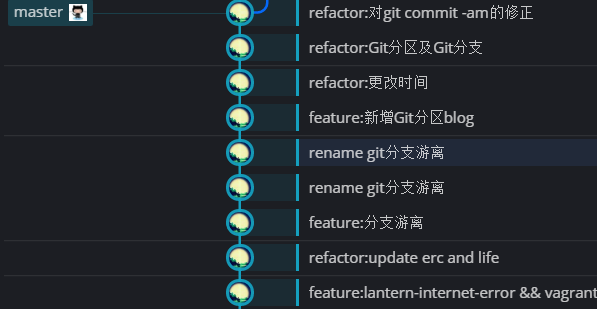 master
refactor:对git commit -am的修正
refactor:Git分区及Git分支
refactor:更改时间
feature:新增Git分区blog
rename git分支游离
rename git分支游离
feature:分支游离
refactor:update erc and life
feature:lantern-internet-error && vagrant